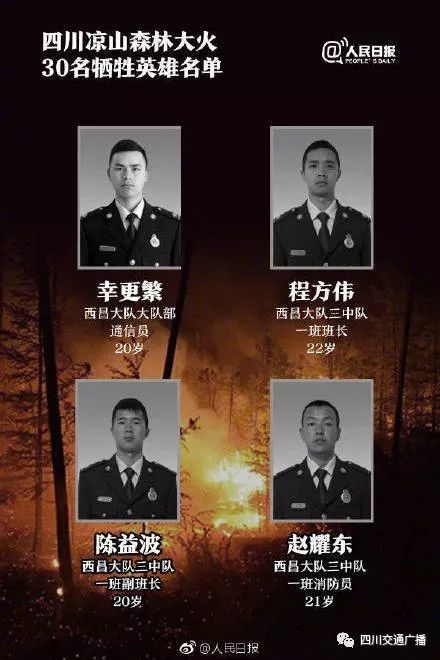 四川凉山森林大火
30名牺牲英雄名单
@人民日报
PEOPLE'S DAILY
幸更繁
西昌大队大队部
通信员
20岁
程方伟
西昌大队三中队
一班班长
22岁
陈益波
西昌大队三中队
一班副班长
20岁
赵耀东
西昌大队三中队
一班消防员
21岁
@人民日报
四川交通广播